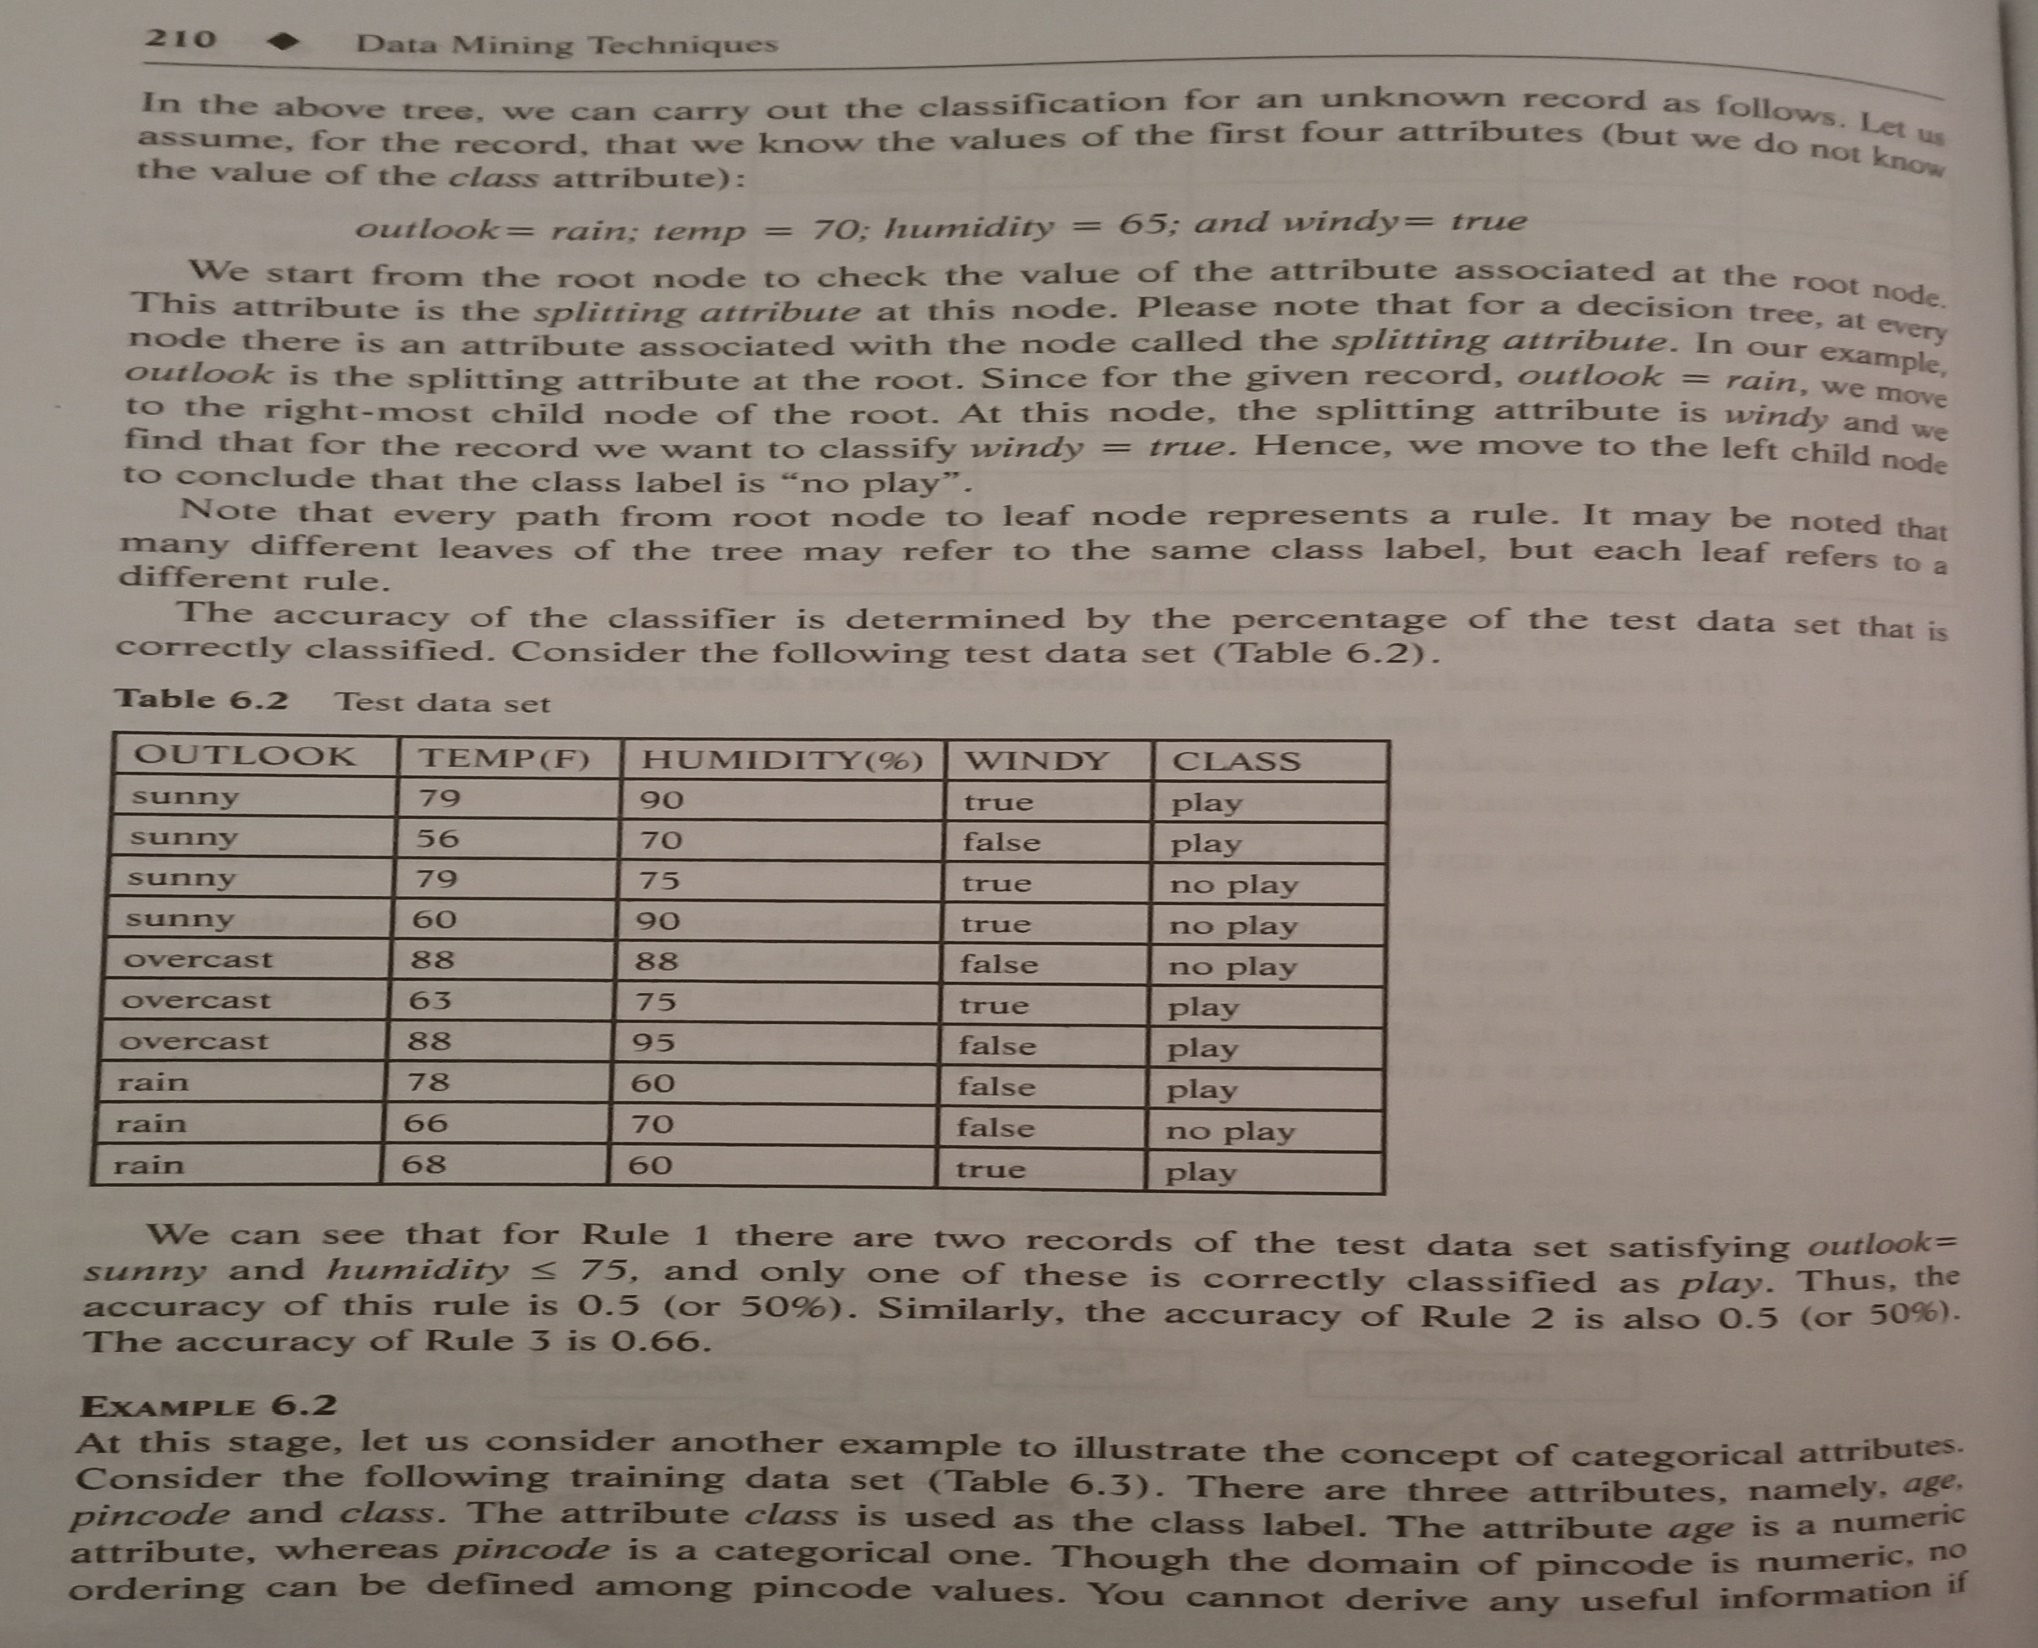 210 ◆ Data Mining Techniques
In the above tree, we can carry out the classification for an unknown record as follows. Let us
assume, for the record, that we know the values of the first four attributes (but we do not know
the value of the class attribute):
outlook= rain; temp = 70; humidity = 65; and windy= true
We start from the root node to check the value of the attribute associated at the root node.
This attribute is the splitting attribute at this node. Please note that for a decision tree, at every
node there is an attribute associated with the node called the splitting attribute. In our example,
outlook is the splitting attribute at the root. Since for the given record, outlook = rain, we move
to the right-most child node of the root. At this node, the splitting attribute is windy and we
find that for the record we want to classify windy = true. Hence, we move to the left child node
to conclude that the class label is “no play”.
Note that every path from root node to leaf node represents a rule. It may be noted that
many different leaves of the tree may refer to the same class label, but each leaf refers to a
different rule.
The accuracy of the classifier is determined by the percentage of the test data set that is
correctly classified. Consider the following test data set (Table 6.2).
Table 6.2 Test data set
OUTLOOK TEMP(F) HUMIDITY(%) WINDY CLASS
sunny 79 90 true play
sunny 56 70 false play
sunny 79 75 true no play
sunny 60 90 true no play
overcast 88 88 false no play
overcast 63 75 true play
overcast 88 95 false play
rain 78 60 false play
rain 66 70 false no play
rain 68 60 true play
We can see that for Rule 1 there are two records of the test data set satisfying outlook=
sunny and humidity ≤ 75, and only one of these is correctly classified as play. Thus, the
accuracy of this rule is 0.5 (or 50%). Similarly, the accuracy of Rule 2 is also 0.5 (or 50%).
The accuracy of Rule 3 is 0.66.
EXAMPLE 6.2
At this stage, let us consider another example to illustrate the concept of categorical attributes.
Consider the following training data set (Table 6.3). There are three attributes, namely, age,
pincode and class. The attribute class is used as the class label. The attribute age is a numeric
attribute, whereas pincode is a categorical one. Though the domain of pincode is numeric, no
ordering can be defined among pincode values. You cannot derive any useful information if